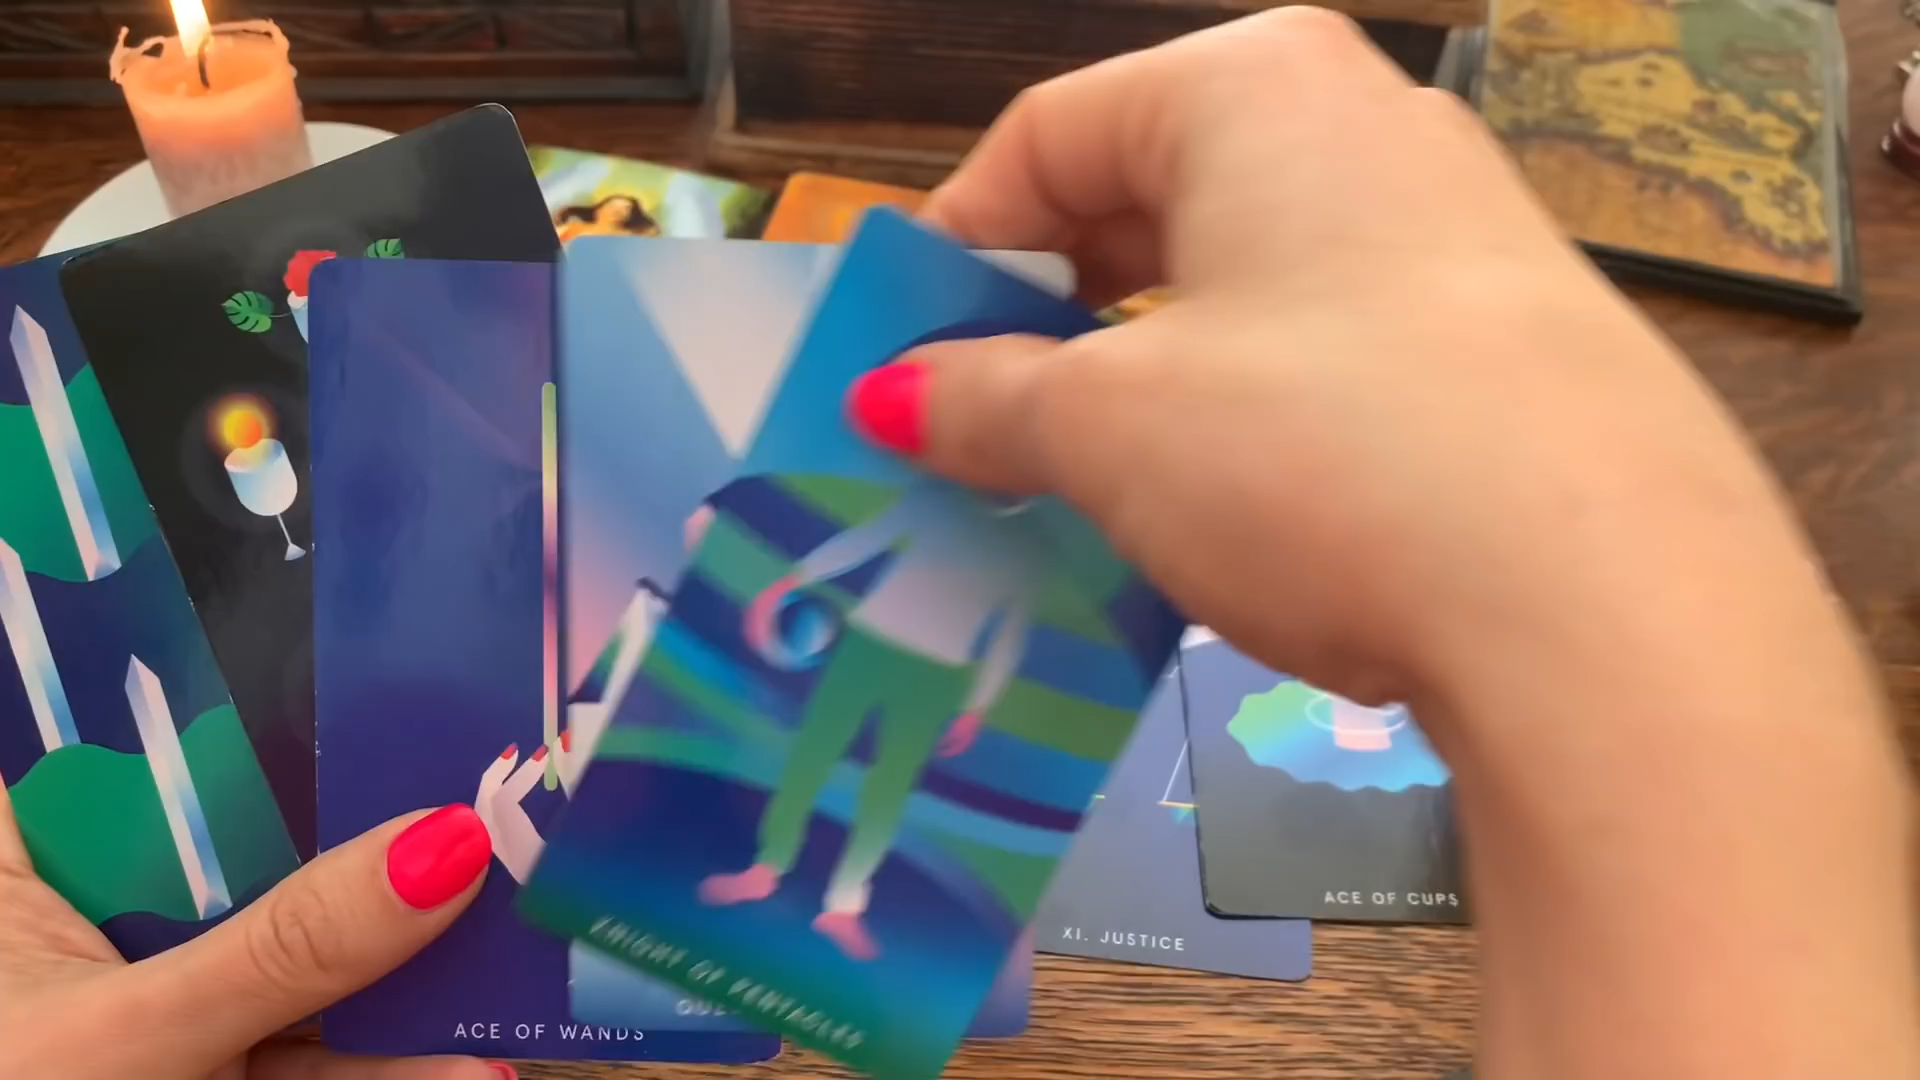 ACE OF CUPS
XI. JUSTICE
KNIGHT OF PENTACLES
ACE OF WANDS